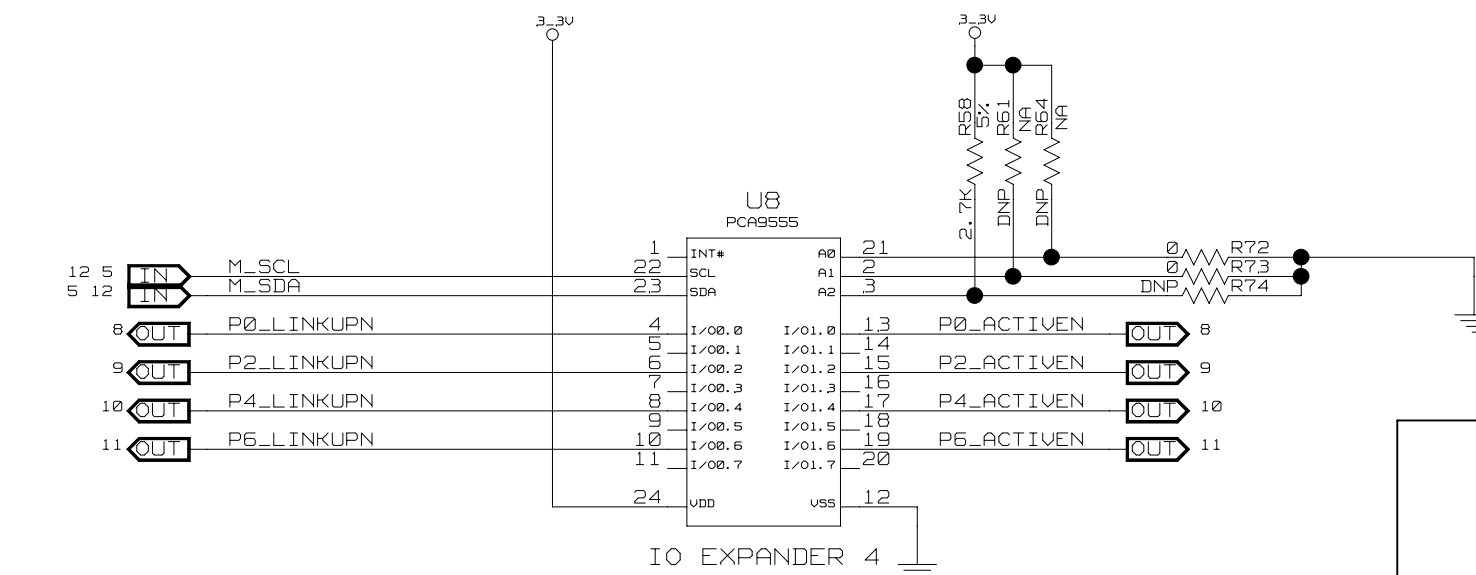 3_3V
3_3V
R58
5%
R61
NA
R64
NA
2.7K
DNP
DNP
U8
PCA9555
1 INT# A0 21 0 R72
12 5 IN M_SCL 22 SCL A1 2 0 R73
5 12 IN M_SDA 23 SDA A2 3 DNP R74
8 OUT P0_LINKUPN 4 I/O0.0 I/O1.0 13 P0_ACTIVEN OUT 8
5 I/O0.1 I/O1.1 14
9 OUT P2_LINKUPN 6 I/O0.2 I/O1.2 15 P2_ACTIVEN OUT 9
7 I/O0.3 I/O1.3 16
10 OUT P4_LINKUPN 8 I/O0.4 I/O1.4 17 P4_ACTIVEN OUT 10
9 I/O0.5 I/O1.5 18
11 OUT P6_LINKUPN 10 I/O0.6 I/O1.6 19 P6_ACTIVEN OUT 11
11 I/O0.7 I/O1.7 20
24 VDD VSS 12
IO EXPANDER 4